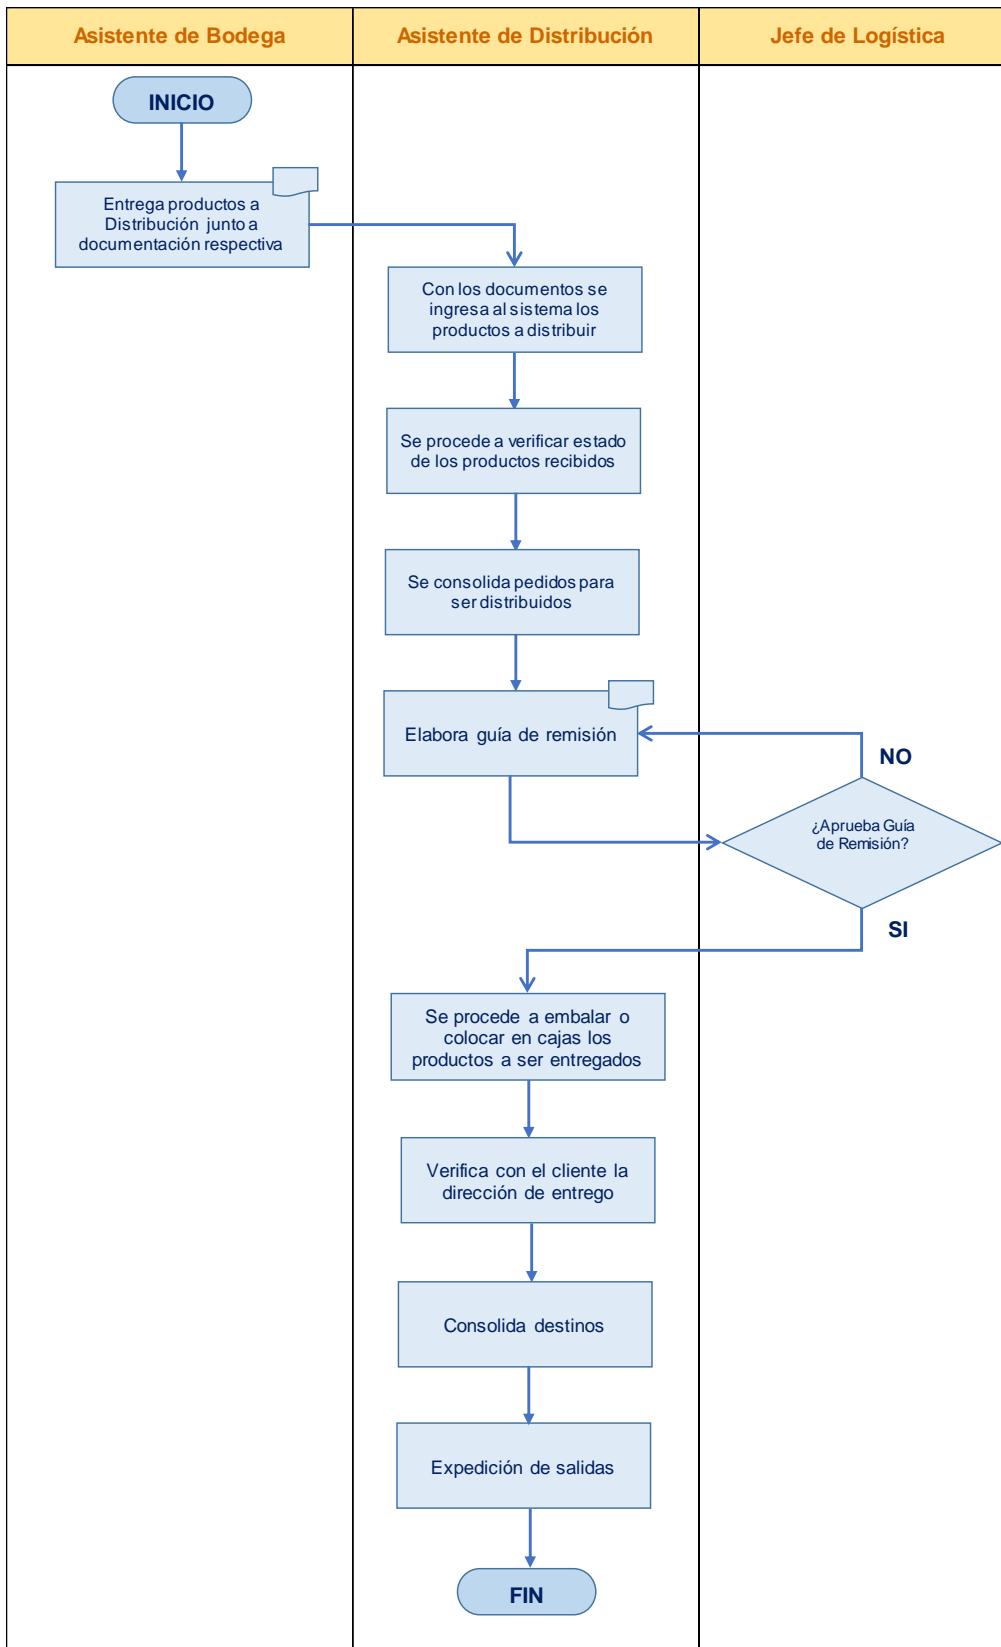 Asistente de Bodega
Asistente de Distribución
Jefe de Logística
INICIO
Entrega productos a
Distribución junto a
documentación respectiva
Con los documentos se
ingresa al sistema los
productos a distribuir
Se procede a verificar estado
de los productos recibidos
Se consolida pedidos para
ser distribuidos
Elabora guía de remisión
NO
¿Aprueba Guía
de Remisión?
SI
Se procede a embalar o
colocar en cajas los
productos a ser entregados
Verifica con el cliente la
dirección de entrego
Consolida destinos
Expedición de salidas
FIN